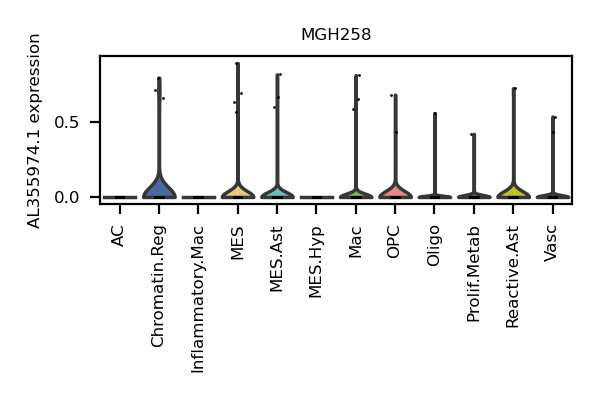 MGH258
AL355974.1 expression
0.5
0.0
AC
Chromatin.Reg
Inflammatory.Mac
MES
MES.Ast
MES.Hyp
Mac
OPC
Oligo
Prolif.Metab
Reactive.Ast
Vasc